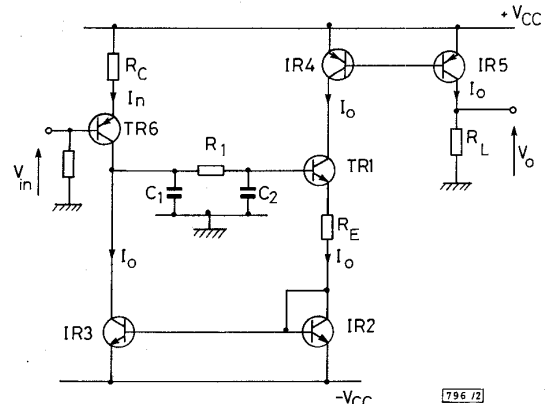 +VCC
RC
IR4
IR5
In
Io
Io
TR6
R1
TR1
RL
Vo
Vin
C1
C2
RE
Io
Io
IR3
IR2
-VCC
796 /2